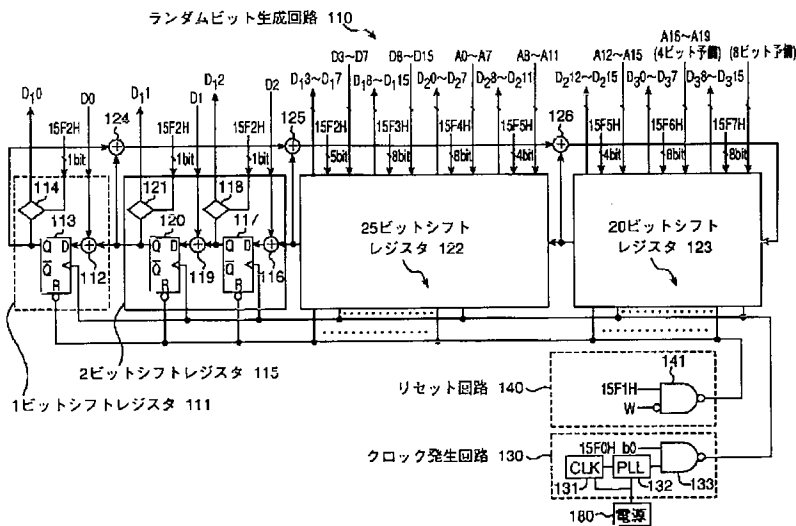 ランダムビット生成回路 110
D₁0 D0 124 D₁1 15F2H D1 D₁2 15F2H D2 125
15F2H
1bit 1bit 1bit
D3~D7 D8~D15 A0~A7 A8~A11
D₁3~D₁7 D₁8~D₁15 D₂0~D₂7 D₂8~D₂11
15F2H 15F3H 15F4H 15F5H
5bit 8bit 8bit 4bit
126
A16~A19
A12~A15 (4ビット予備) (8ビット予備)
D₂12~D₂15 D₃0~D₃7 D₃8~D₃15
15F5H 15F6H 15F7H
4bit 8bit 8bit
114 121 118
113 120 117
Q D Q D Q D
Q̅ Q̅ Q̅
R R R
112 119 116
25ビットシフト
レジスタ 122
20ビットシフト
レジスタ 123
2ビットシフトレジスタ 115
1ビットシフトレジスタ 111
リセット回路 140
15F1H
W
141
クロック発生回路 130
15F0H b0
CLK PLL
131 132 133
180 電源